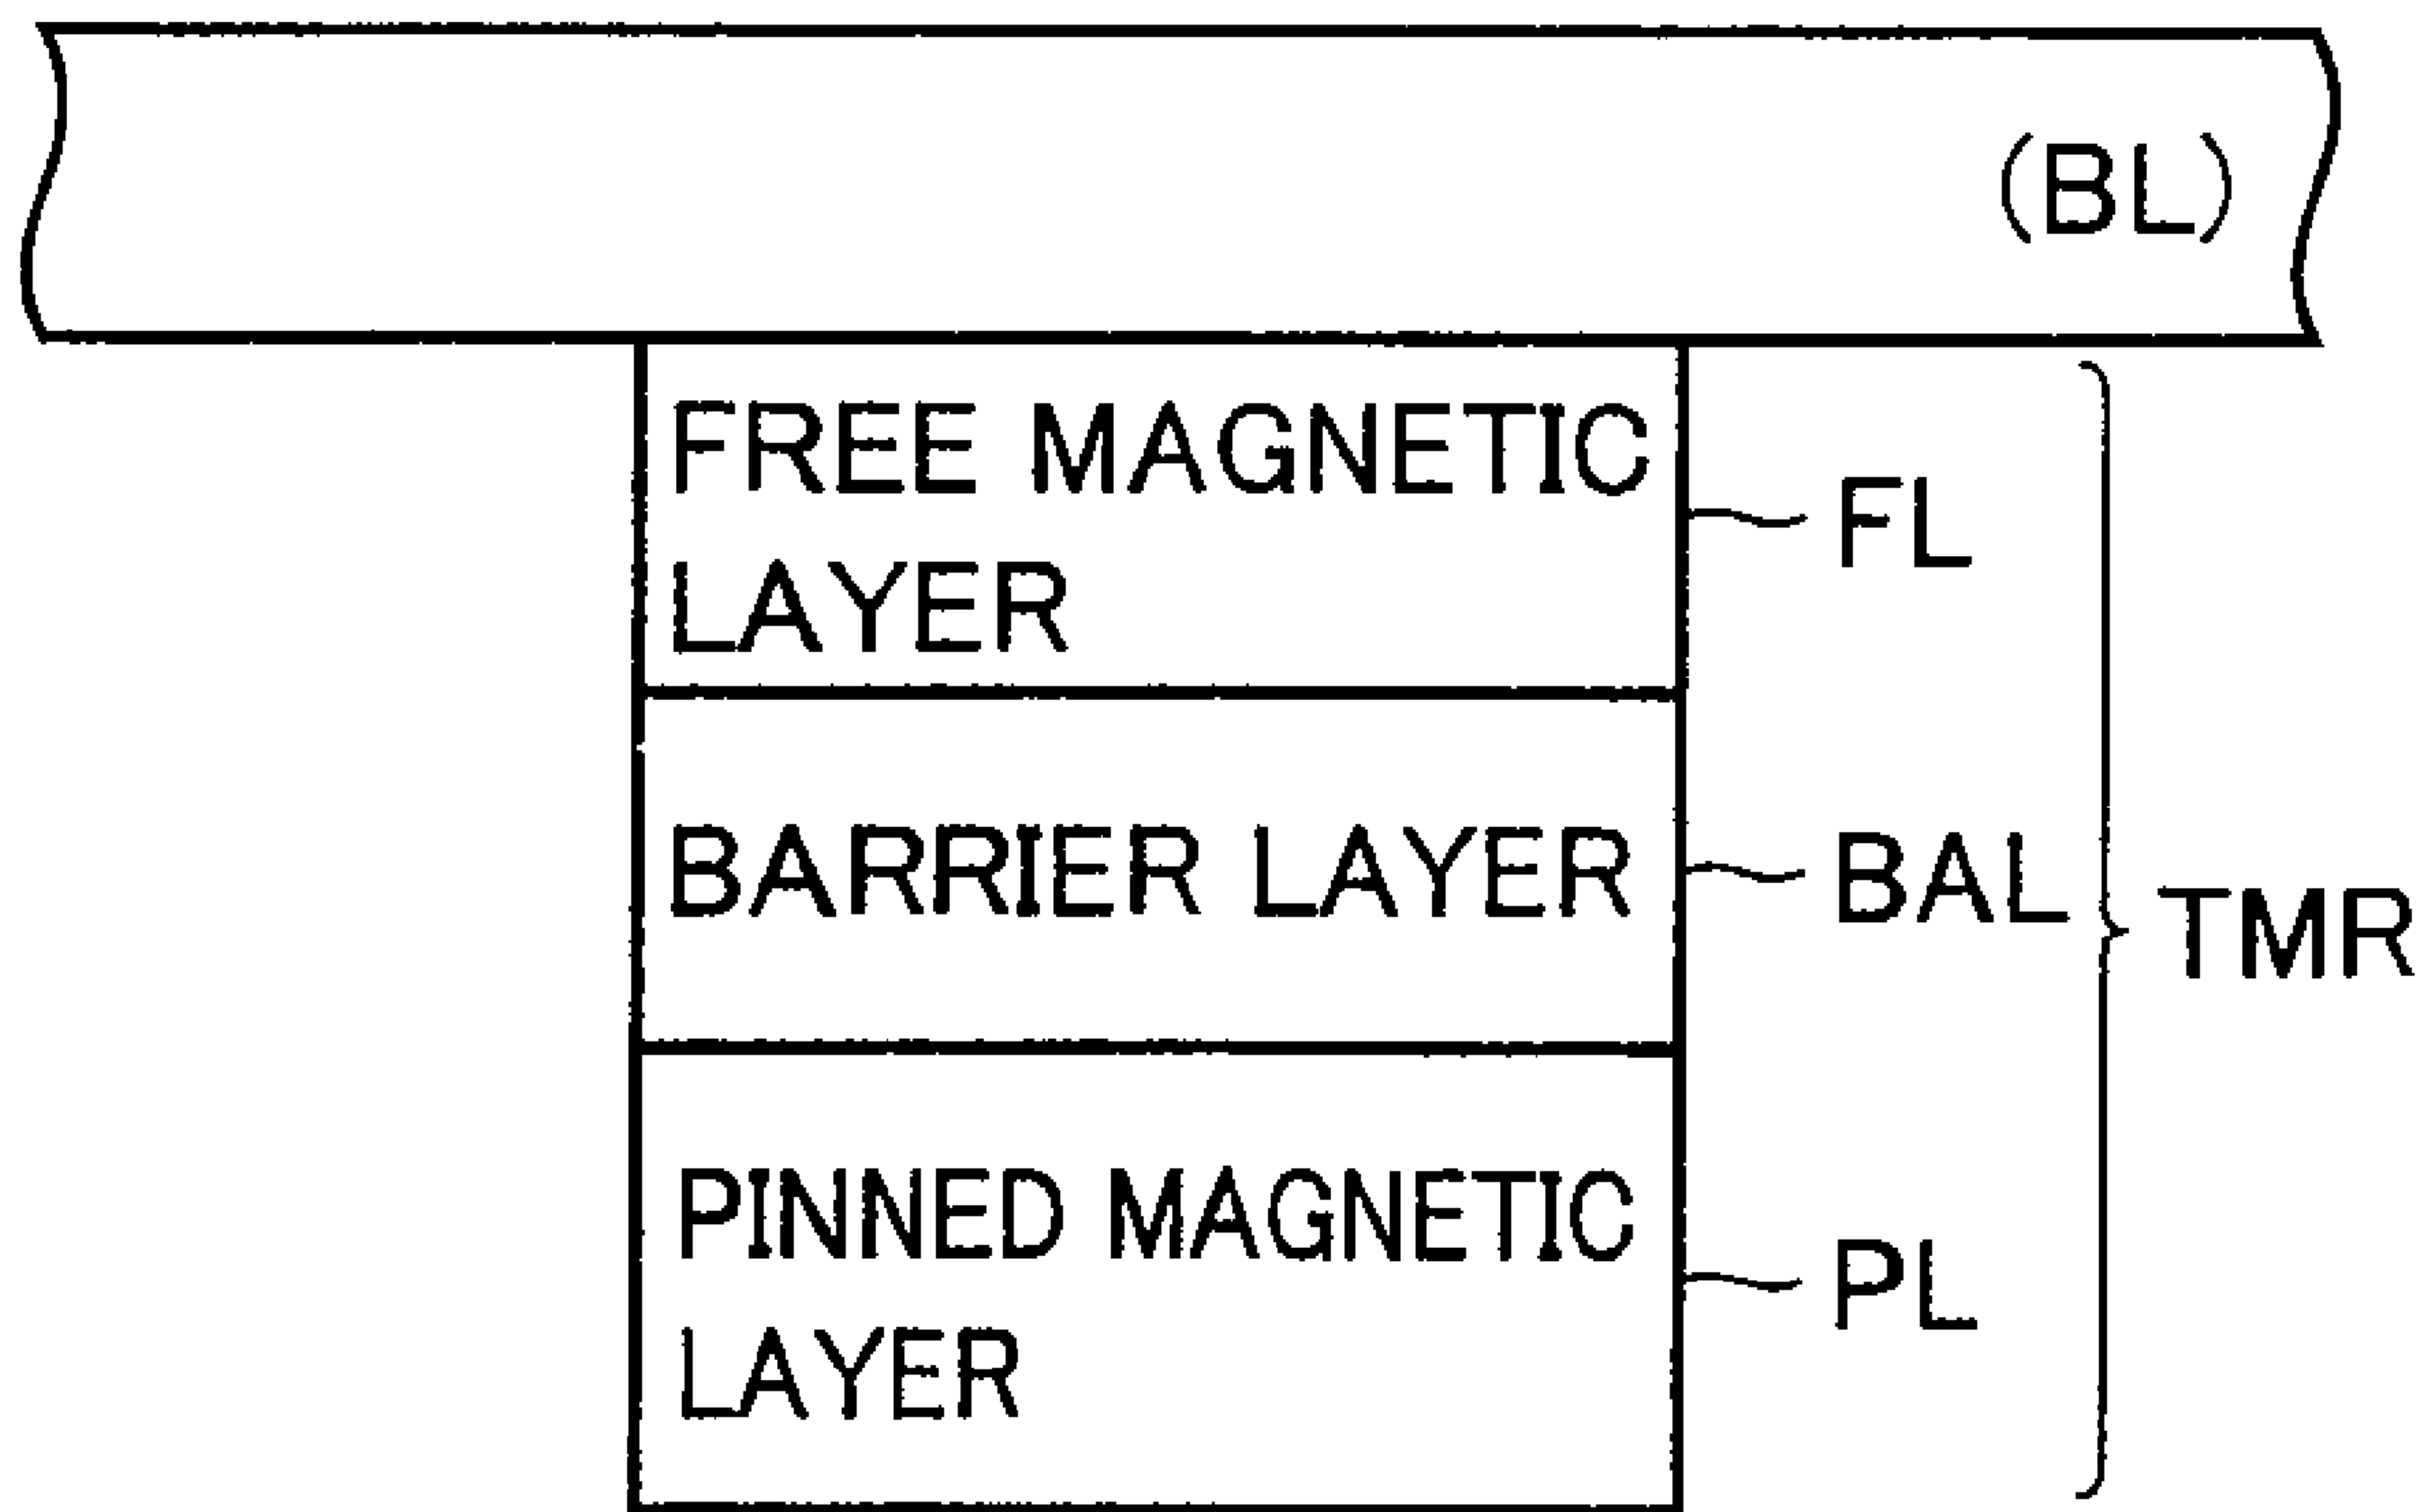 (BL)
FREE MAGNETIC
LAYER
FL
BARRIER LAYER
BAL
TMR
PINNED MAGNETIC
LAYER
PL